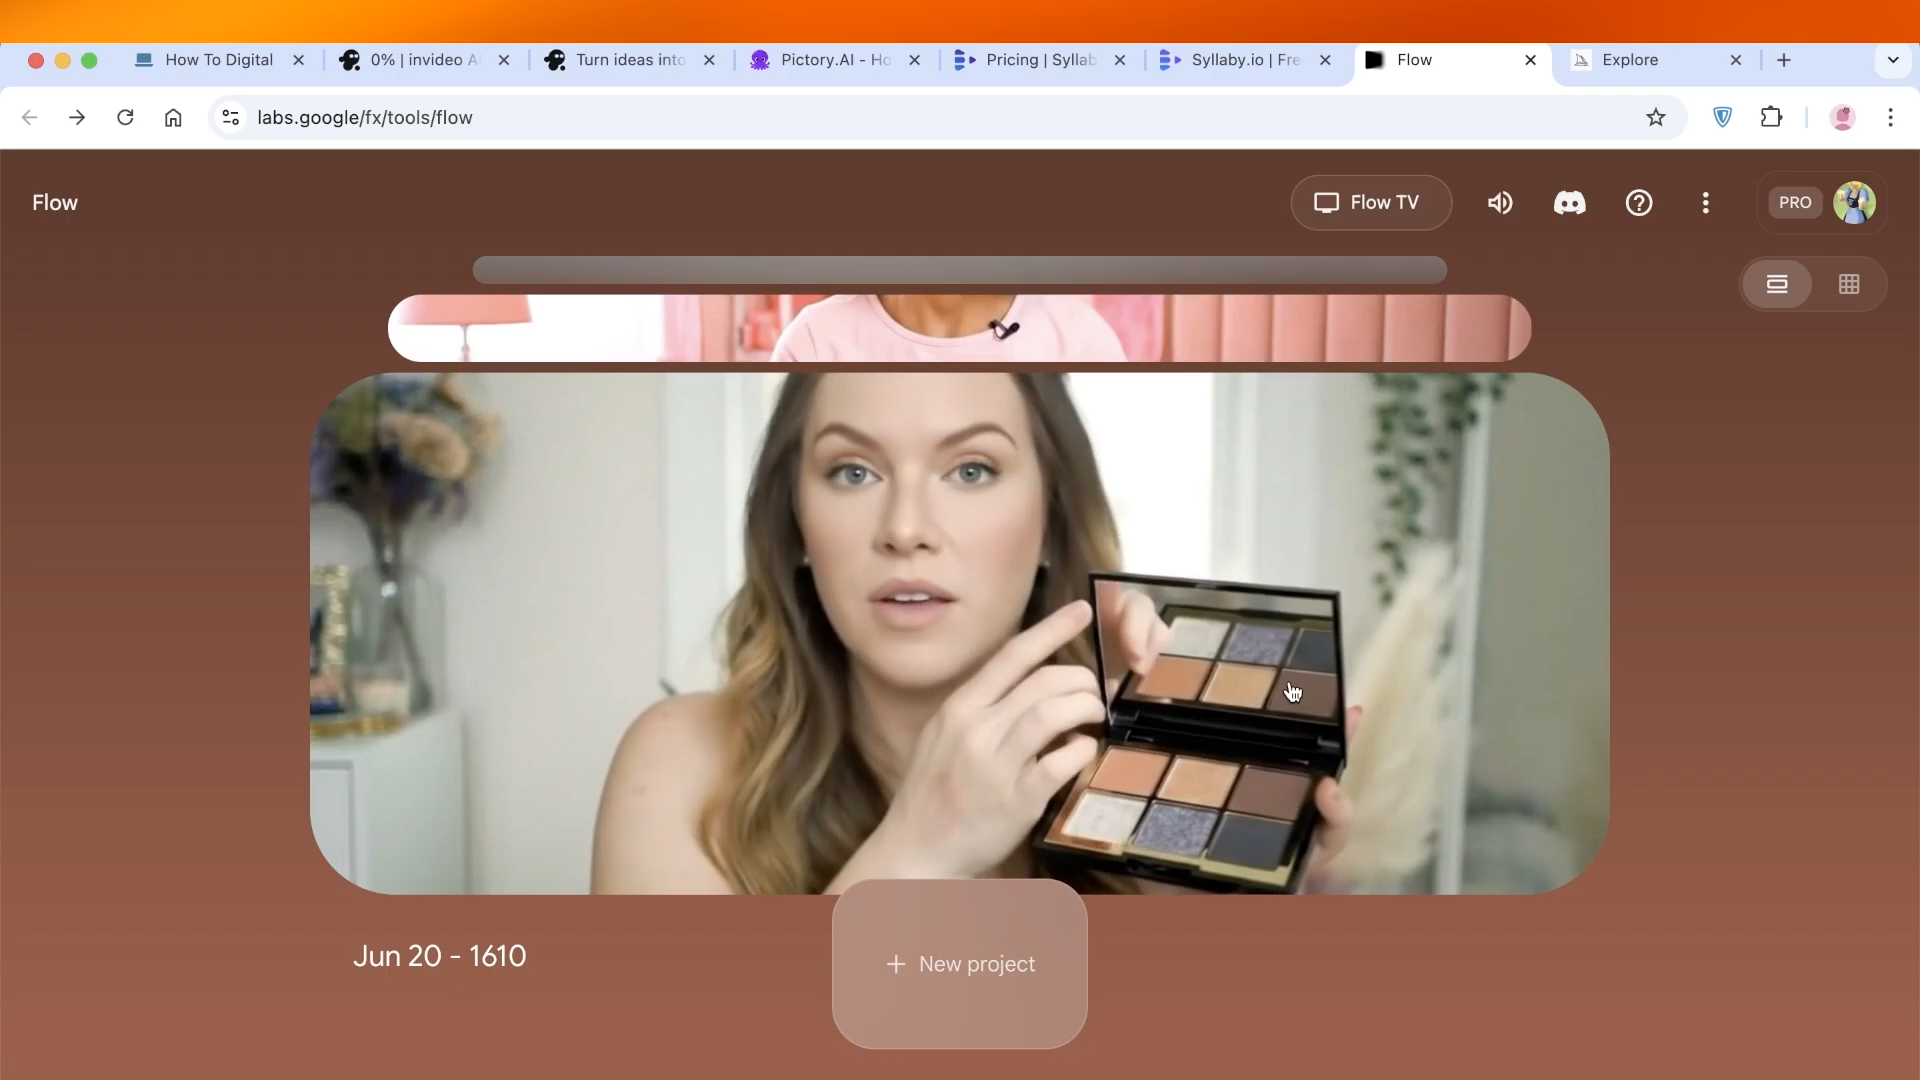 How To Digital
0% | invideo A
Turn ideas into
Pictory.AI - Ho
Pricing | Syllab
Syllaby.io | Fre
Flow
Explore
labs.google/fx/tools/flow
Flow
Flow TV
PRO
Jun 20 - 1610
+ New project